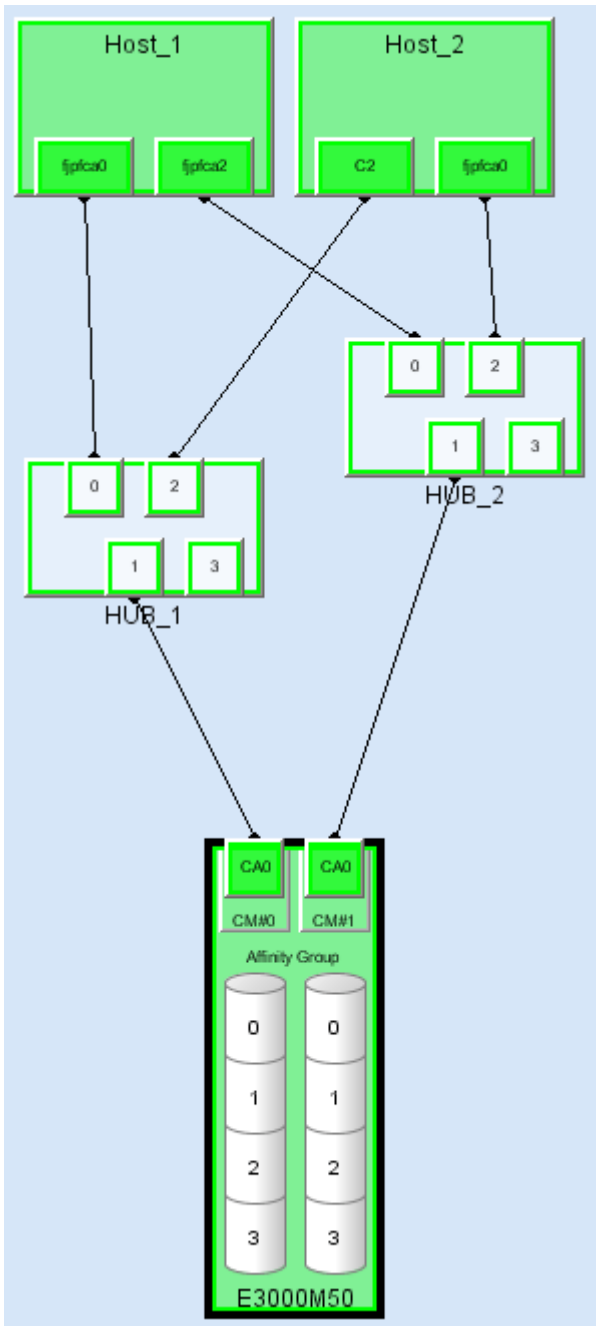 Host_1
Host_2
fjpfca0
fjpfca2
C2
fjpfca0
0
2
1
3
HUB_2
0
2
1
3
HUB_1
CA0
CA0
CM#0
CM#1
Affinity Group
0
0
1
1
2
2
3
3
E3000M50